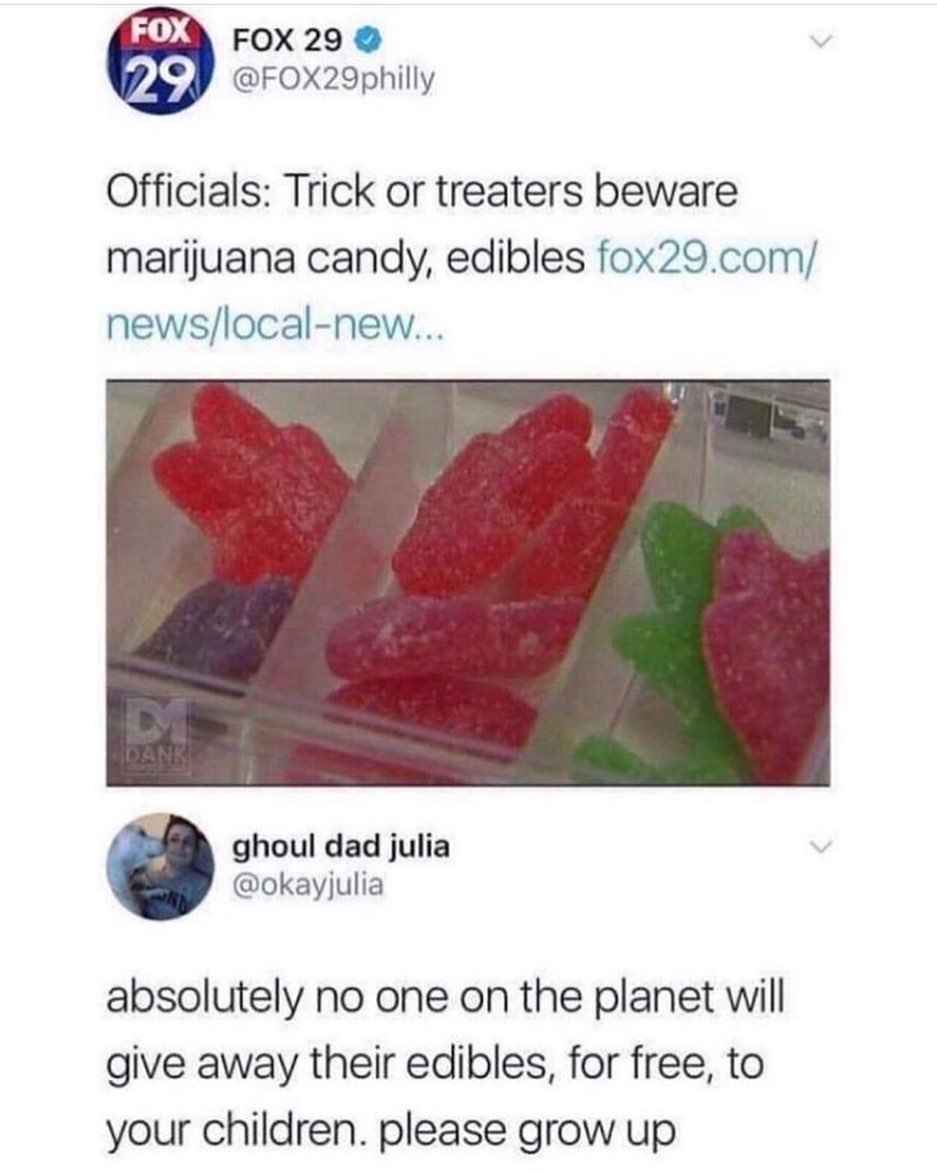 FOX
29
FOX 29
@FOX29philly
Officials: Trick or treaters beware
marijuana candy, edibles fox29.com/
news/local-new...
DM
DANK
ghoul dad julia
@okayjulia
absolutely no one on the planet will
give away their edibles, for free, to
your children. please grow up